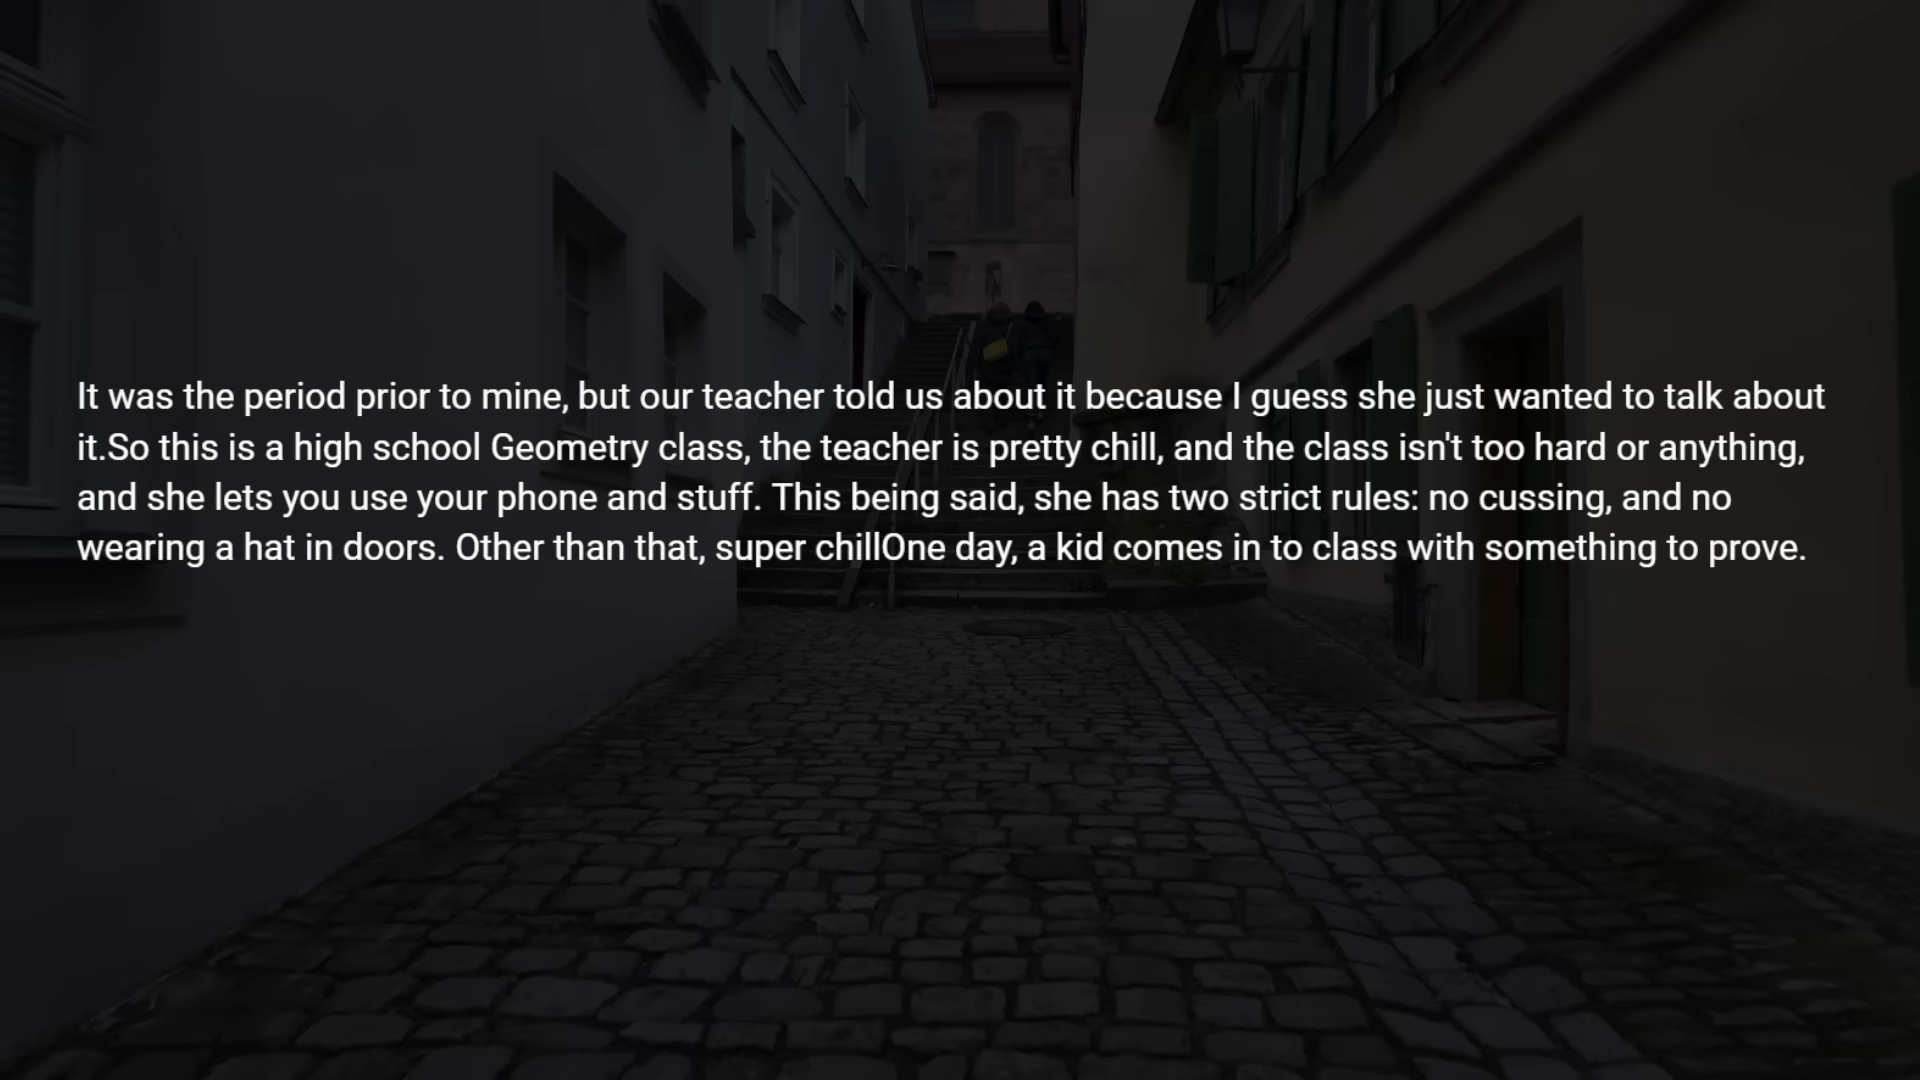 It was the period prior to mine, but our teacher told us about it because I guess she just wanted to talk about
it.So this is a high school Geometry class, the teacher is pretty chill, and the class isn't too hard or anything,
and she lets you use your phone and stuff. This being said, she has two strict rules: no cussing, and no
wearing a hat in doors. Other than that, super chillOne day, a kid comes in to class with something to prove.